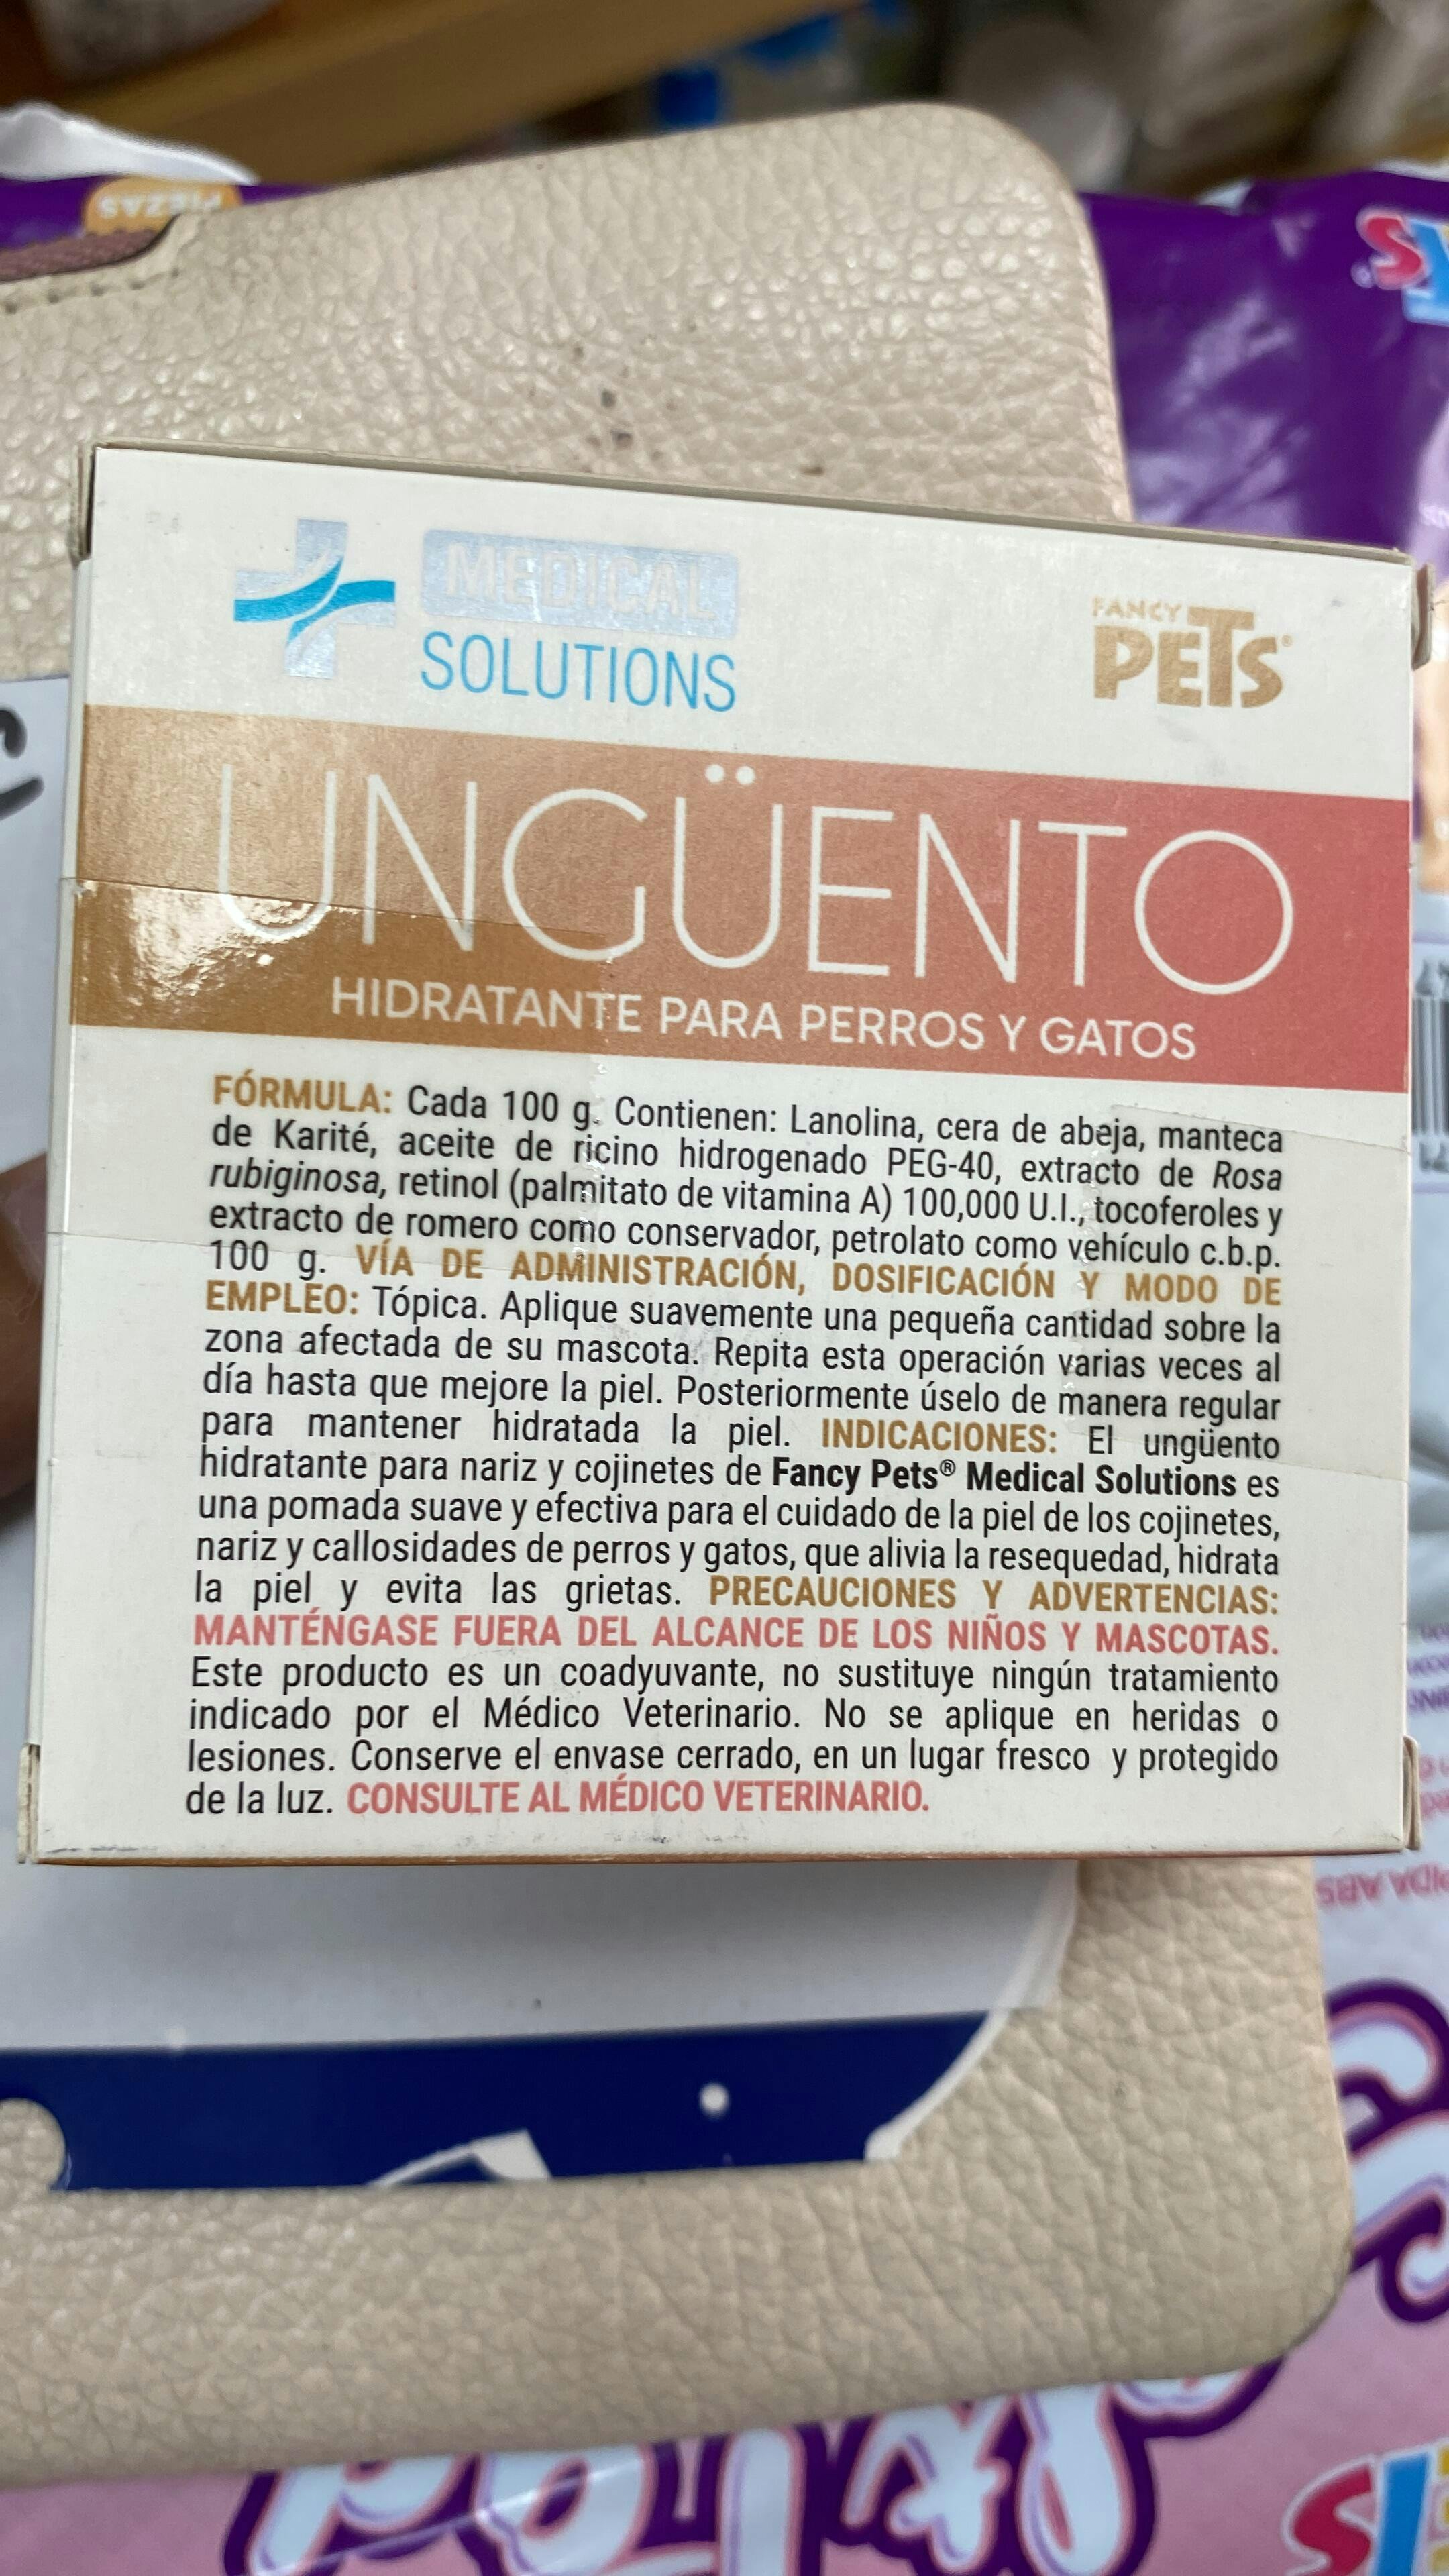 PIEZAS
MEDICAL
SOLUTIONS
FANCY
PETS®
UNGÜENTO
HIDRATANTE PARA PERROS Y GATOS
FÓRMULA: Cada 100 g. Contienen: Lanolina, cera de abeja, manteca
de Karité, aceite de ricino hidrogenado PEG-40, extracto de Rosa
rubiginosa, retinol (palmitato de vitamina A) 100,000 U.I., tocoferoles y
extracto de romero como conservador, petrolato como vehículo c.b.p.
100 g. VÍA DE ADMINISTRACIÓN, DOSIFICACIÓN Y MODO DE
EMPLEO: Tópica. Aplique suavemente una pequeña cantidad sobre la
zona afectada de su mascota. Repita esta operación varias veces al
día hasta que mejore la piel. Posteriormente úselo de manera regular
para mantener hidratada la piel. INDICACIONES: El ungüento
hidratante para nariz y cojinetes de Fancy Pets® Medical Solutions es
una pomada suave y efectiva para el cuidado de la piel de los cojinetes,
nariz y callosidades de perros y gatos, que alivia la resequedad, hidrata
la piel y evita las grietas. PRECAUCIONES Y ADVERTENCIAS:
MANTÉNGASE FUERA DEL ALCANCE DE LOS NIÑOS Y MASCOTAS.
Este producto es un coadyuvante, no sustituye ningún tratamiento
indicado por el Médico Veterinario. No se aplique en heridas o
lesiones. Conserve el envase cerrado, en un lugar fresco y protegido
de la luz. CONSULTE AL MÉDICO VETERINARIO.